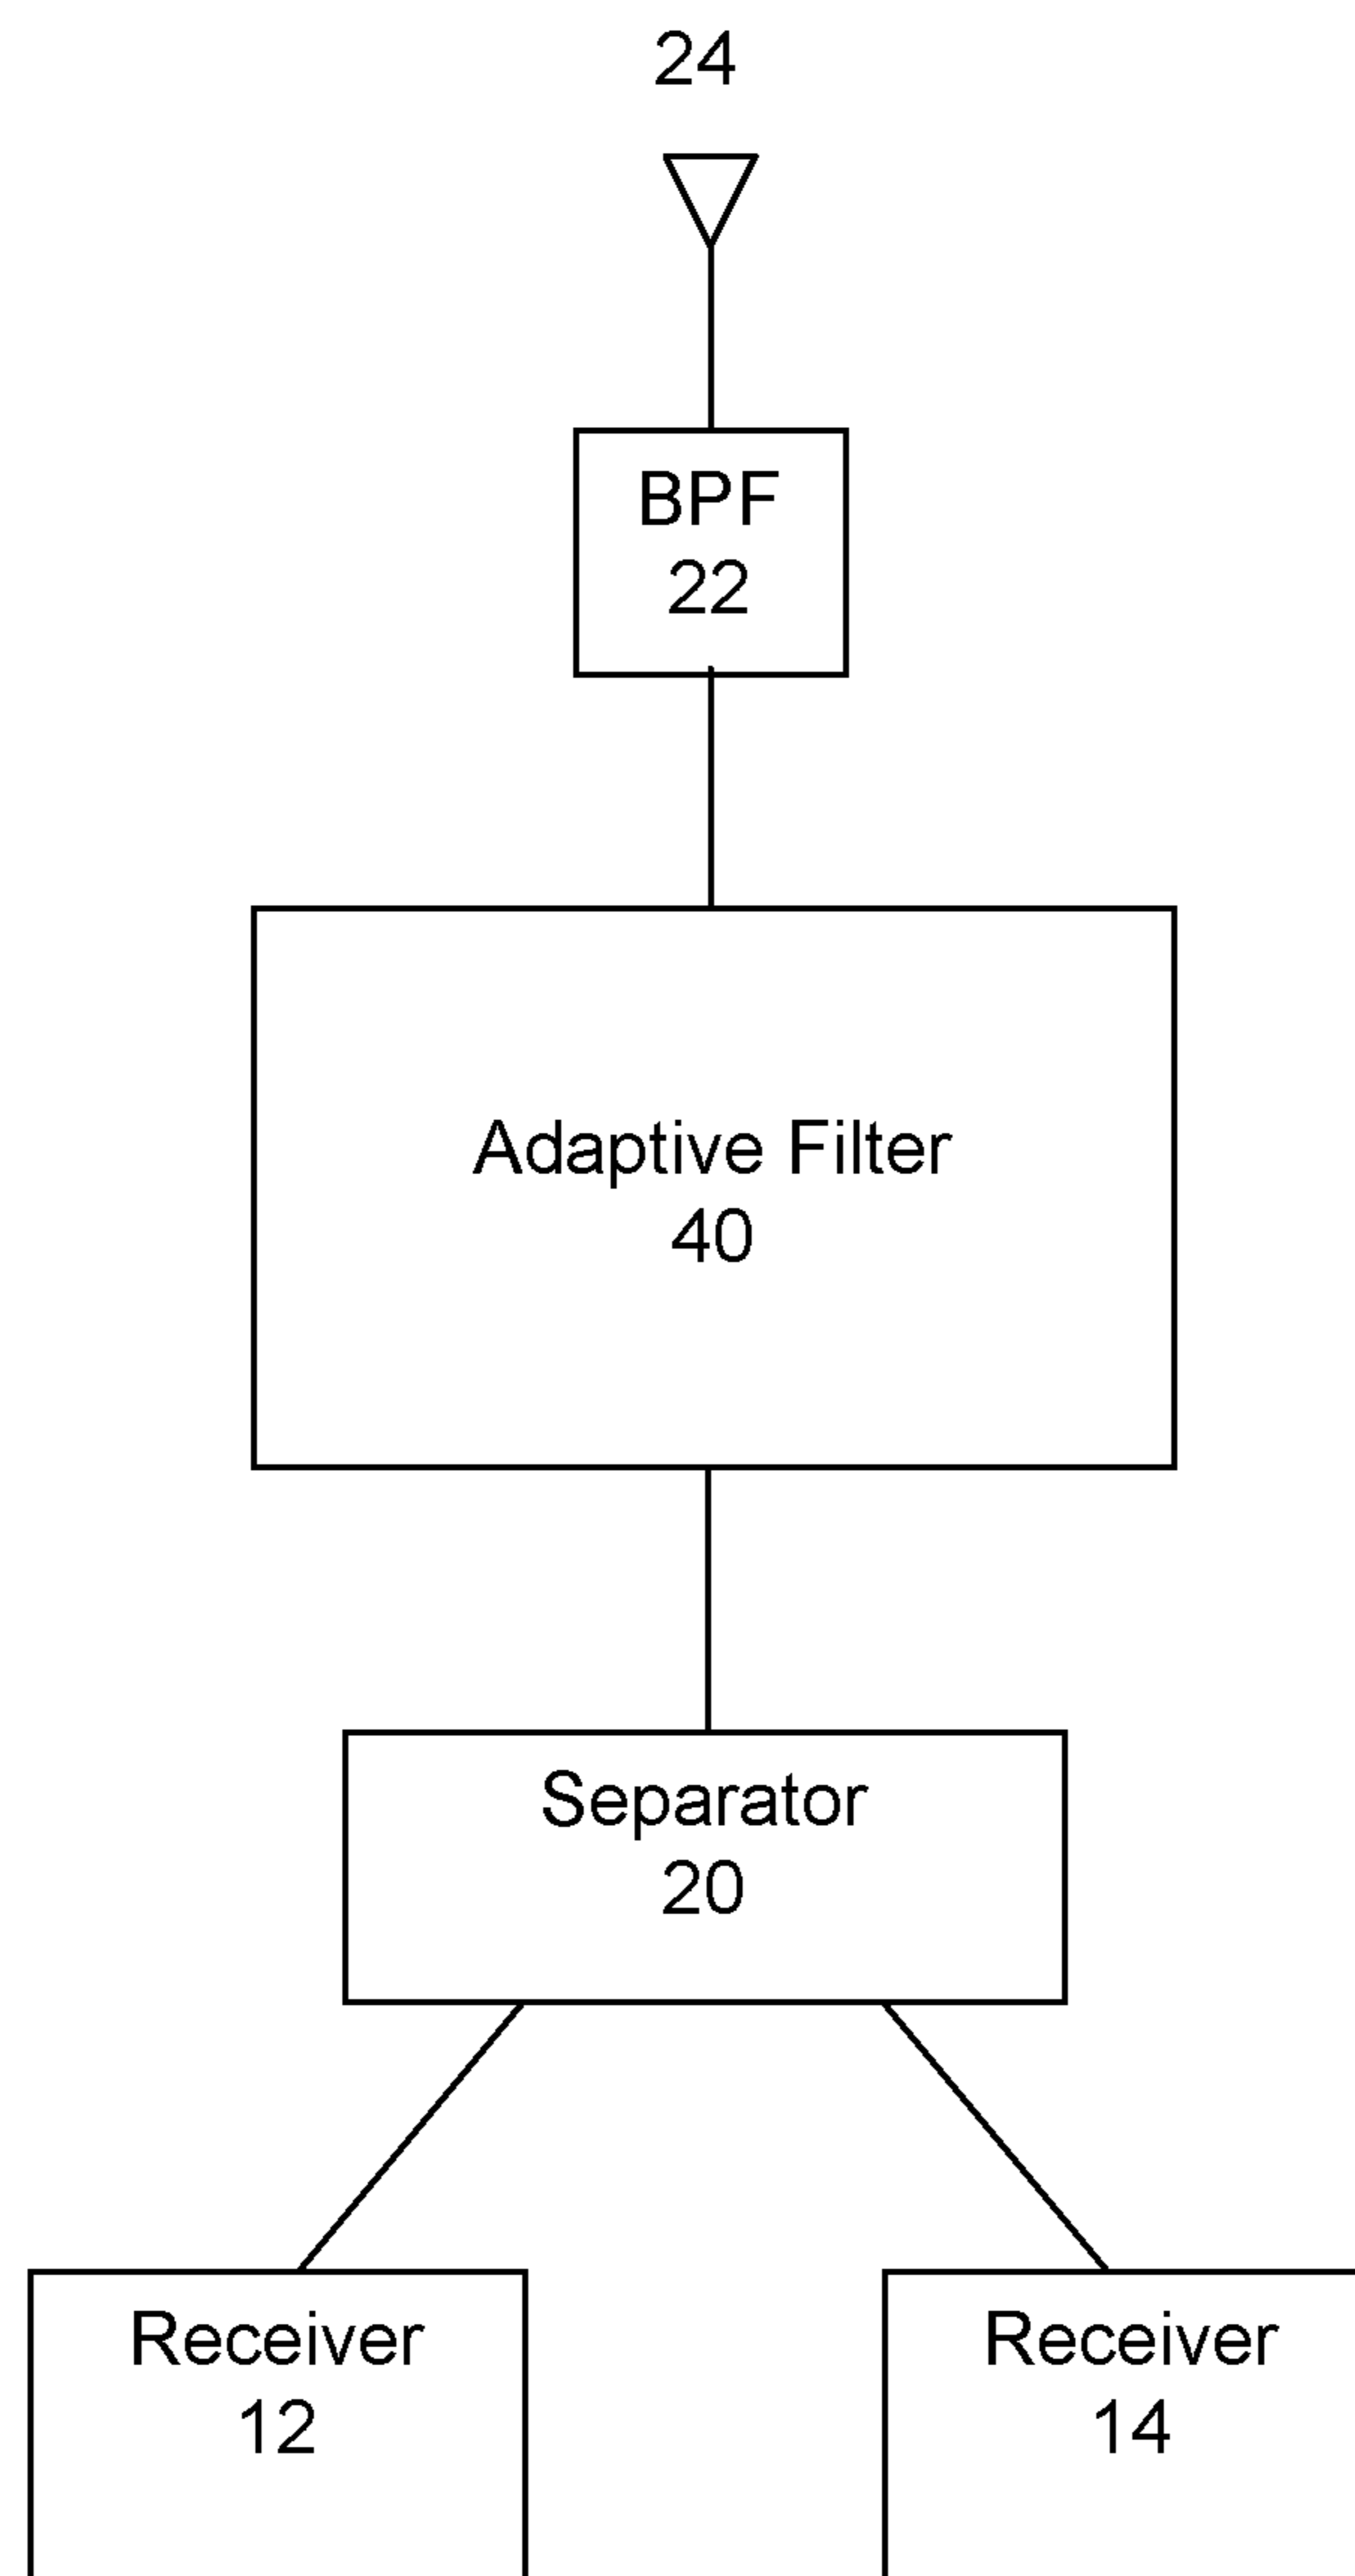 24
BPF
22
Adaptive Filter
40
Separator
20
Receiver
12
Receiver
14